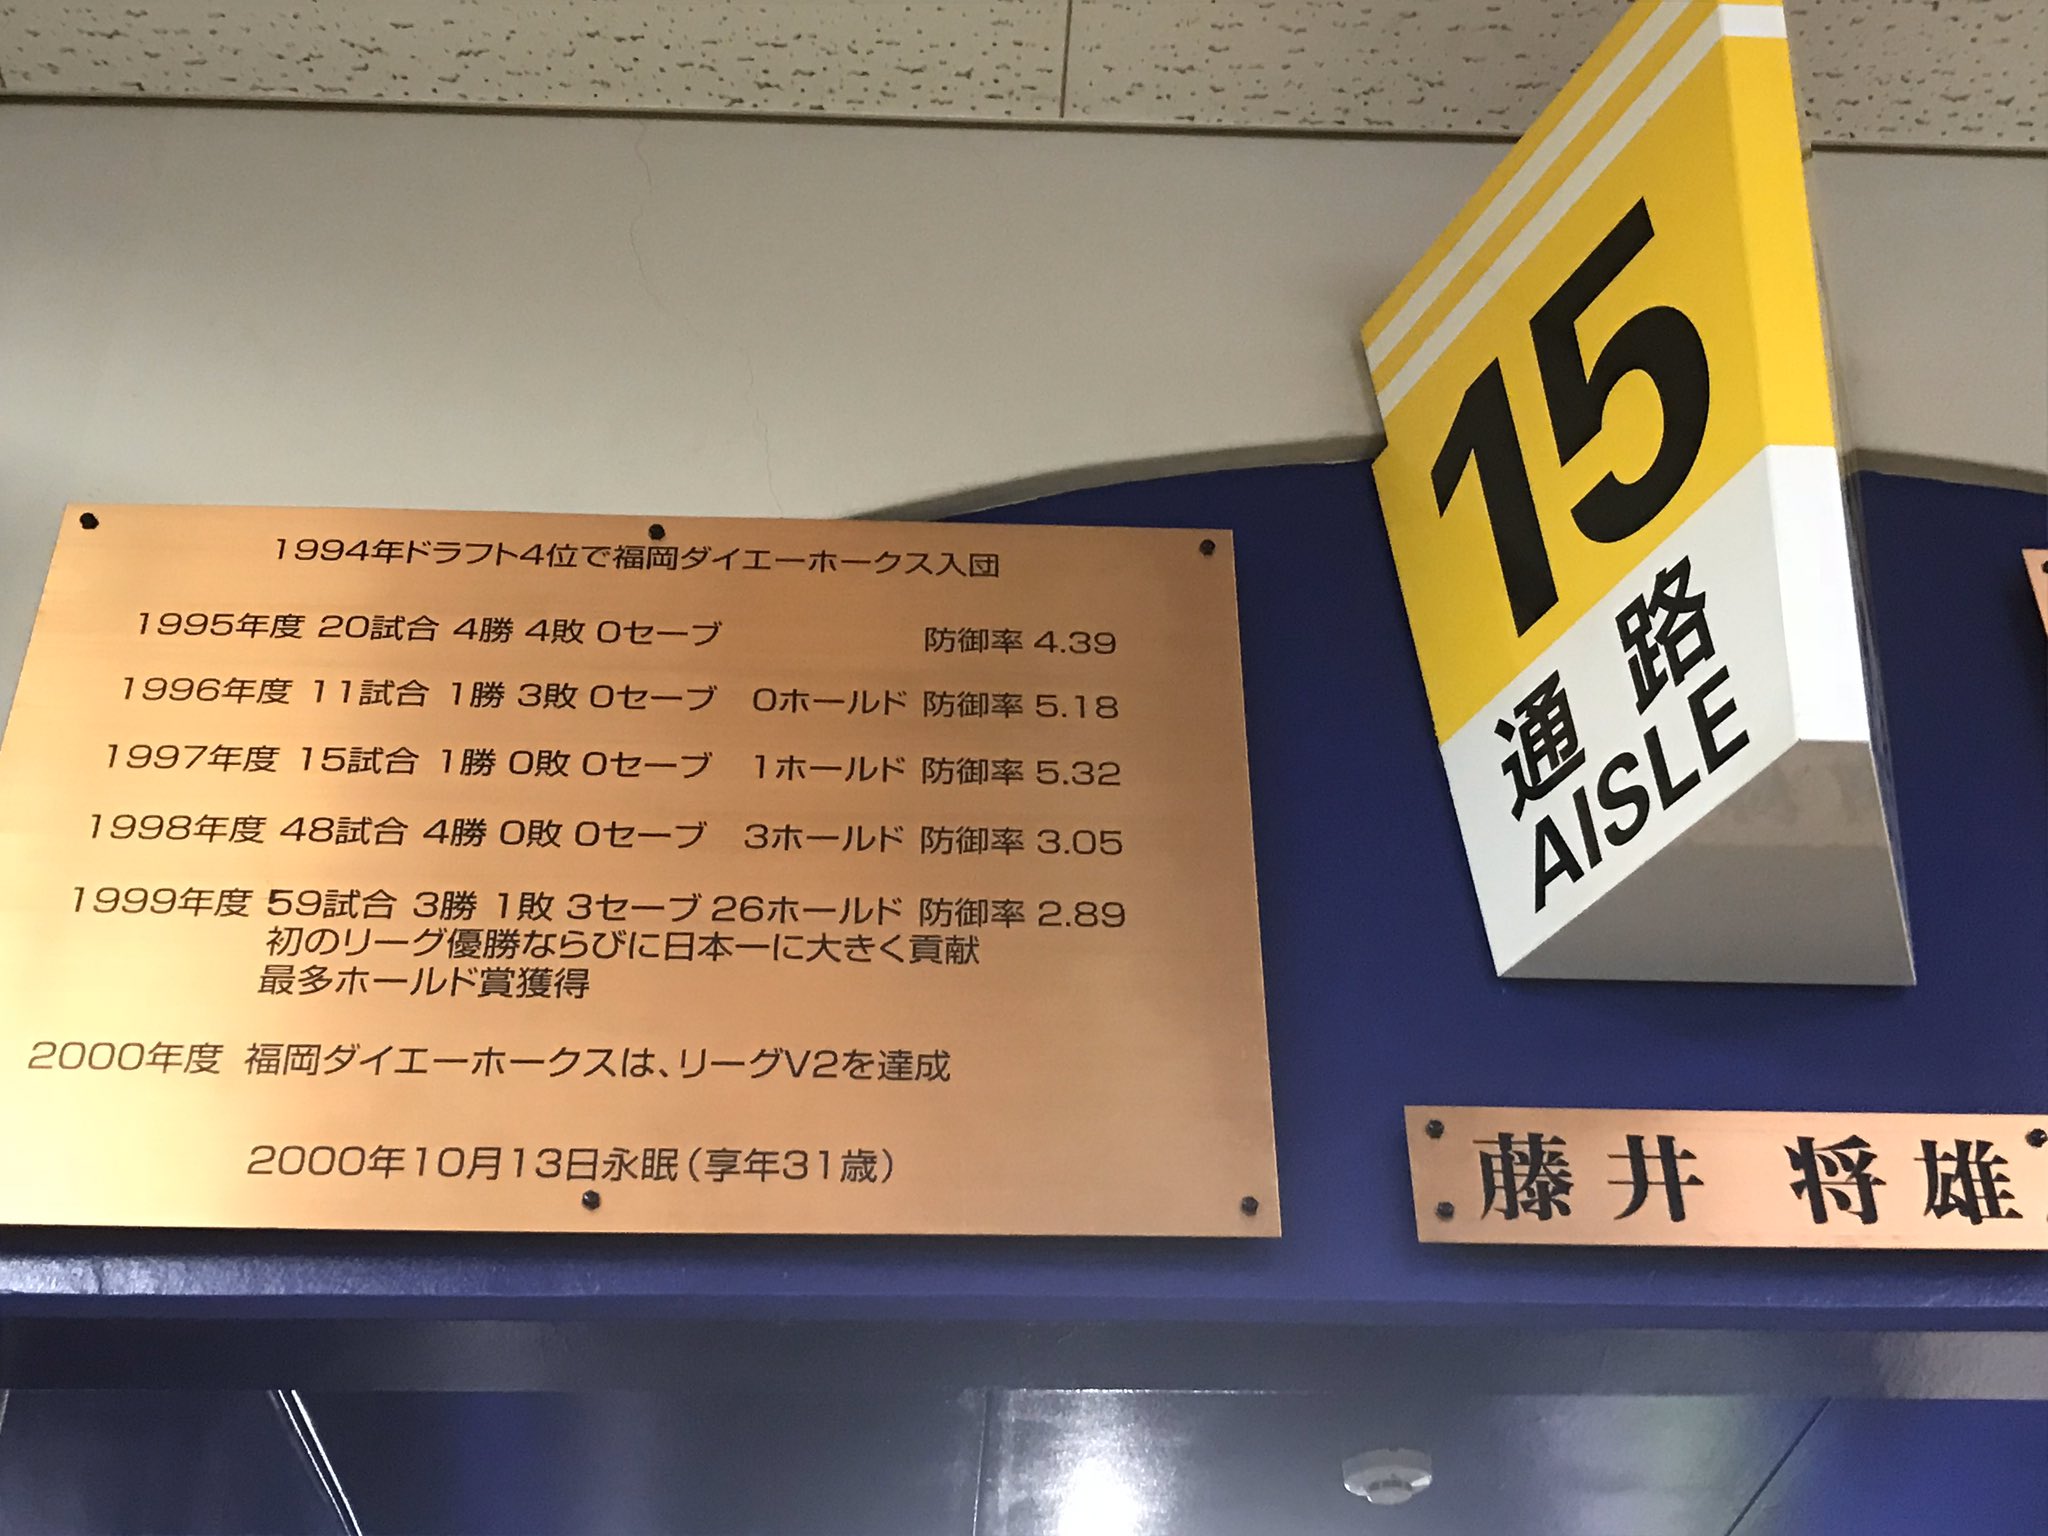 1994年ドラフト4位で福岡ダイエーホークス入団
1995年度 20試合 4勝 4敗 0セーブ 防御率 4.39
1996年度 11試合 1勝 3敗 0セーブ 0ホールド 防御率 5.18
1997年度 15試合 1勝 0敗 0セーブ 1ホールド 防御率 5.32
1998年度 48試合 4勝 0敗 0セーブ 3ホールド 防御率 3.05
1999年度 59試合 3勝 1敗 3セーブ 26ホールド 防御率 2.89
初のリーグ優勝ならびに日本一に大きく貢献
最多ホールド賞獲得
2000年度 福岡ダイエーホークスは、リーグV2を達成
2000年10月13日永眠(享年31歳)
15
通路
AISLE
藤井 将雄